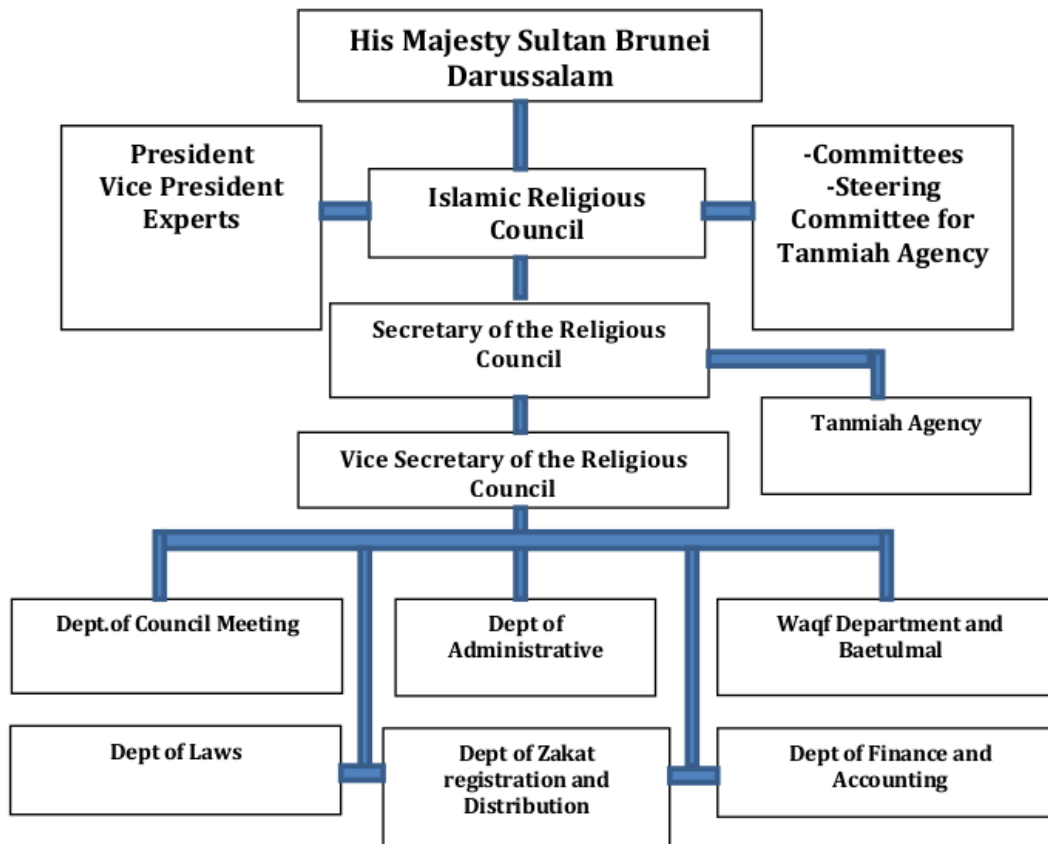 His Majesty Sultan Brunei
Darussalam
President
Vice President
Experts
Islamic Religious
Council
-Committees
-Steering
Committee for
Tanmiah Agency
Secretary of the Religious
Council
Tanmiah Agency
Vice Secretary of the Religious
Council
Dept.of Council Meeting
Dept of
Administrative
Waqf Department and
Baetulmal
Dept of Laws
Dept of Zakat
registration and
Distribution
Dept of Finance and
Accounting